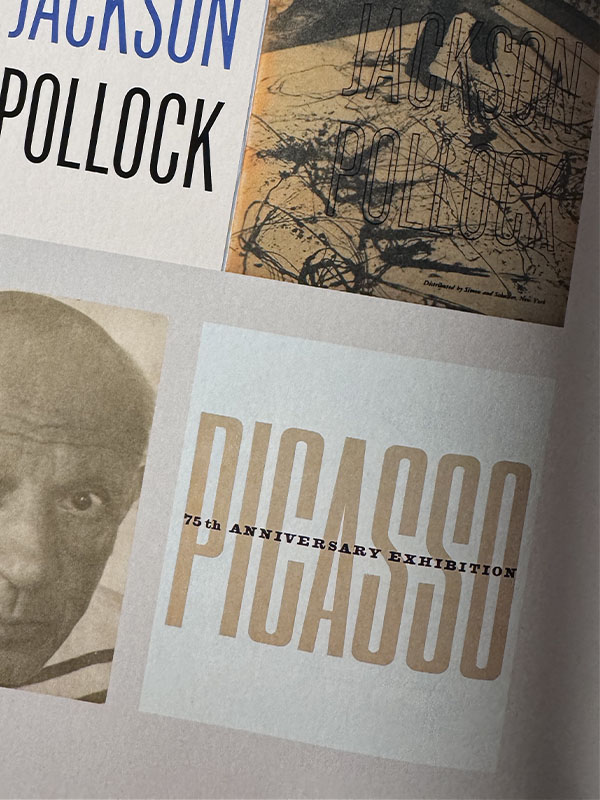 JACKSON
POLLOCK
JACKSON
POLLOCK
Distributed by Simon and Schuster, New York
PICASSO
75th ANNIVERSARY EXHIBITION